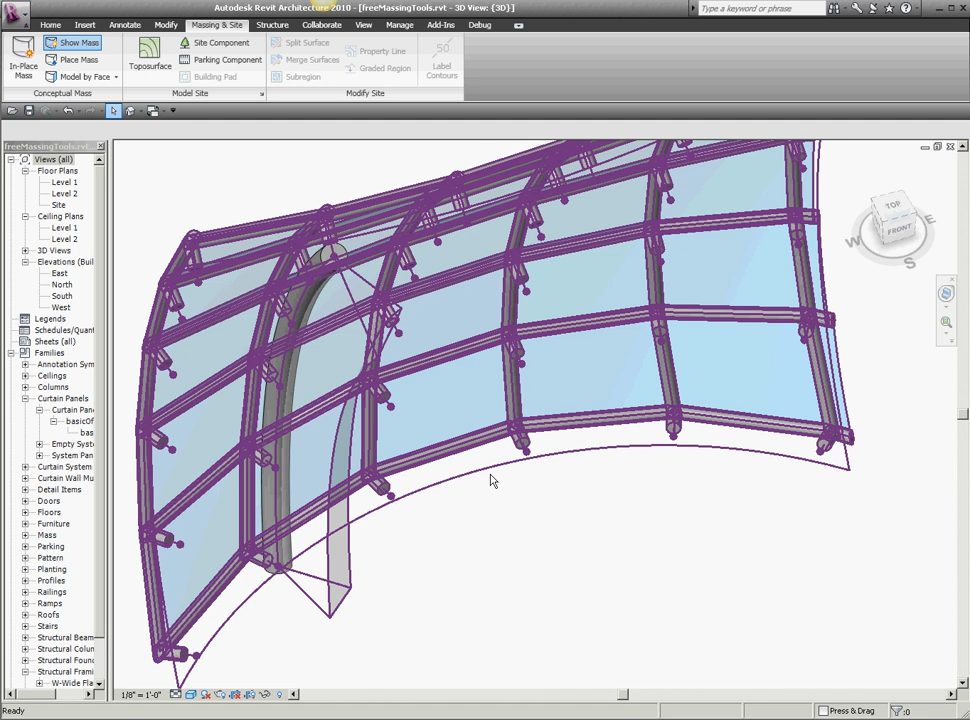 Autodesk Revit Architecture 2010 - [freeMassingTools.rvt - 3D View: {3D}]
Type a keyword or phrase
Home Insert Annotate Modify Massing & Site Structure Collaborate View Manage Add-Ins Debug
In-Place Mass
Show Mass
Place Mass
Model by Face
Conceptual Mass
Toposurface
Site Component
Parking Component
Building Pad
Model Site
Split Surface
Merge Surfaces
Subregion
Property Line
Graded Region
50
Label Contours
Modify Site
freeMassingTools.rvt...
Views (all)
Floor Plans
Level 1
Level 2
Site
Ceiling Plans
Level 1
Level 2
3D Views
Elevations (Buil
East
North
South
West
Legends
Schedules/Quant
Sheets (all)
Families
Annotation Sym
Ceilings
Columns
Curtain Panels
Curtain Pane
basicOf
bas
Empty Syst
System Pan
Curtain System
Curtain Wall Mu
Detail Items
Doors
Floors
Furniture
Mass
Parking
Pattern
Planting
Profiles
Railings
Ramps
Roofs
Stairs
Structural Beam
Structural Colum
Structural Found
Structural Frami
W-Wide Fla
TOP
FRONT
W
E
S
1/8" = 1'-0"
Ready
Press & Drag
:0